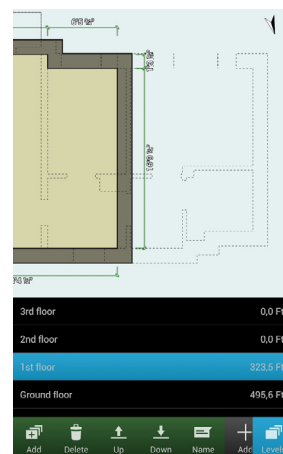 3rd floor 0,0 Ft
2nd floor 0,0 Ft
1st floor 323,5 Ft
Ground floor 495,6 Ft
Add Delete Up Down Name Add Levels